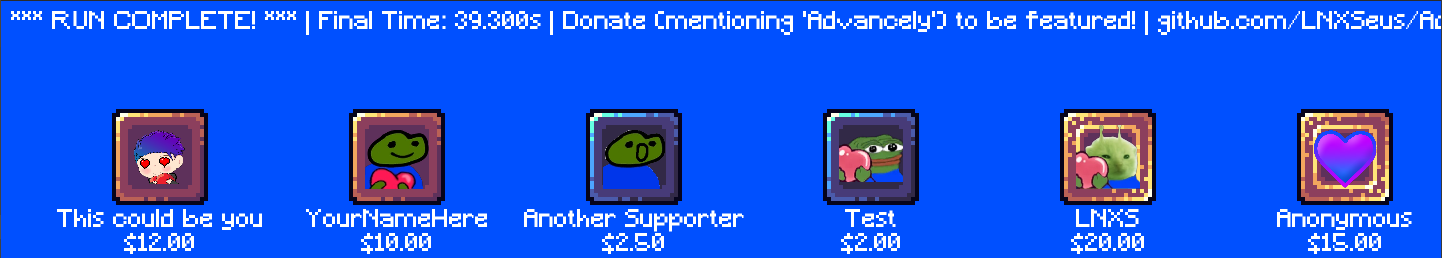 *** RUN COMPLETE! *** | Final Time: 39.300s | Donate (mentioning 'Advancely') to be featured! | github.com/LNXSeus/Ad
This could be you
$12.00
YourNameHere
$10.00
Another Supporter
$2.50
Test
$2.00
LNXS
$20.00
Anonymous
$15.00